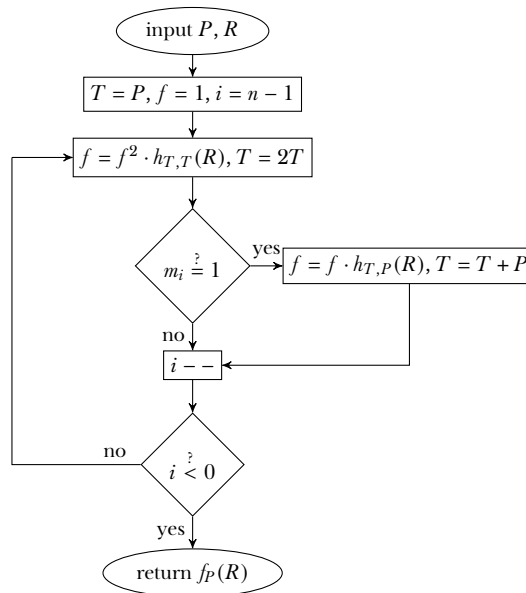 input P, R
T = P, f = 1, i = n − 1
f = f² · h_{T,T}(R), T = 2T
m_i ?= 1
yes
f = f · h_{T,P}(R), T = T + P
no
i − −
no
i ?< 0
yes
return f_P(R)